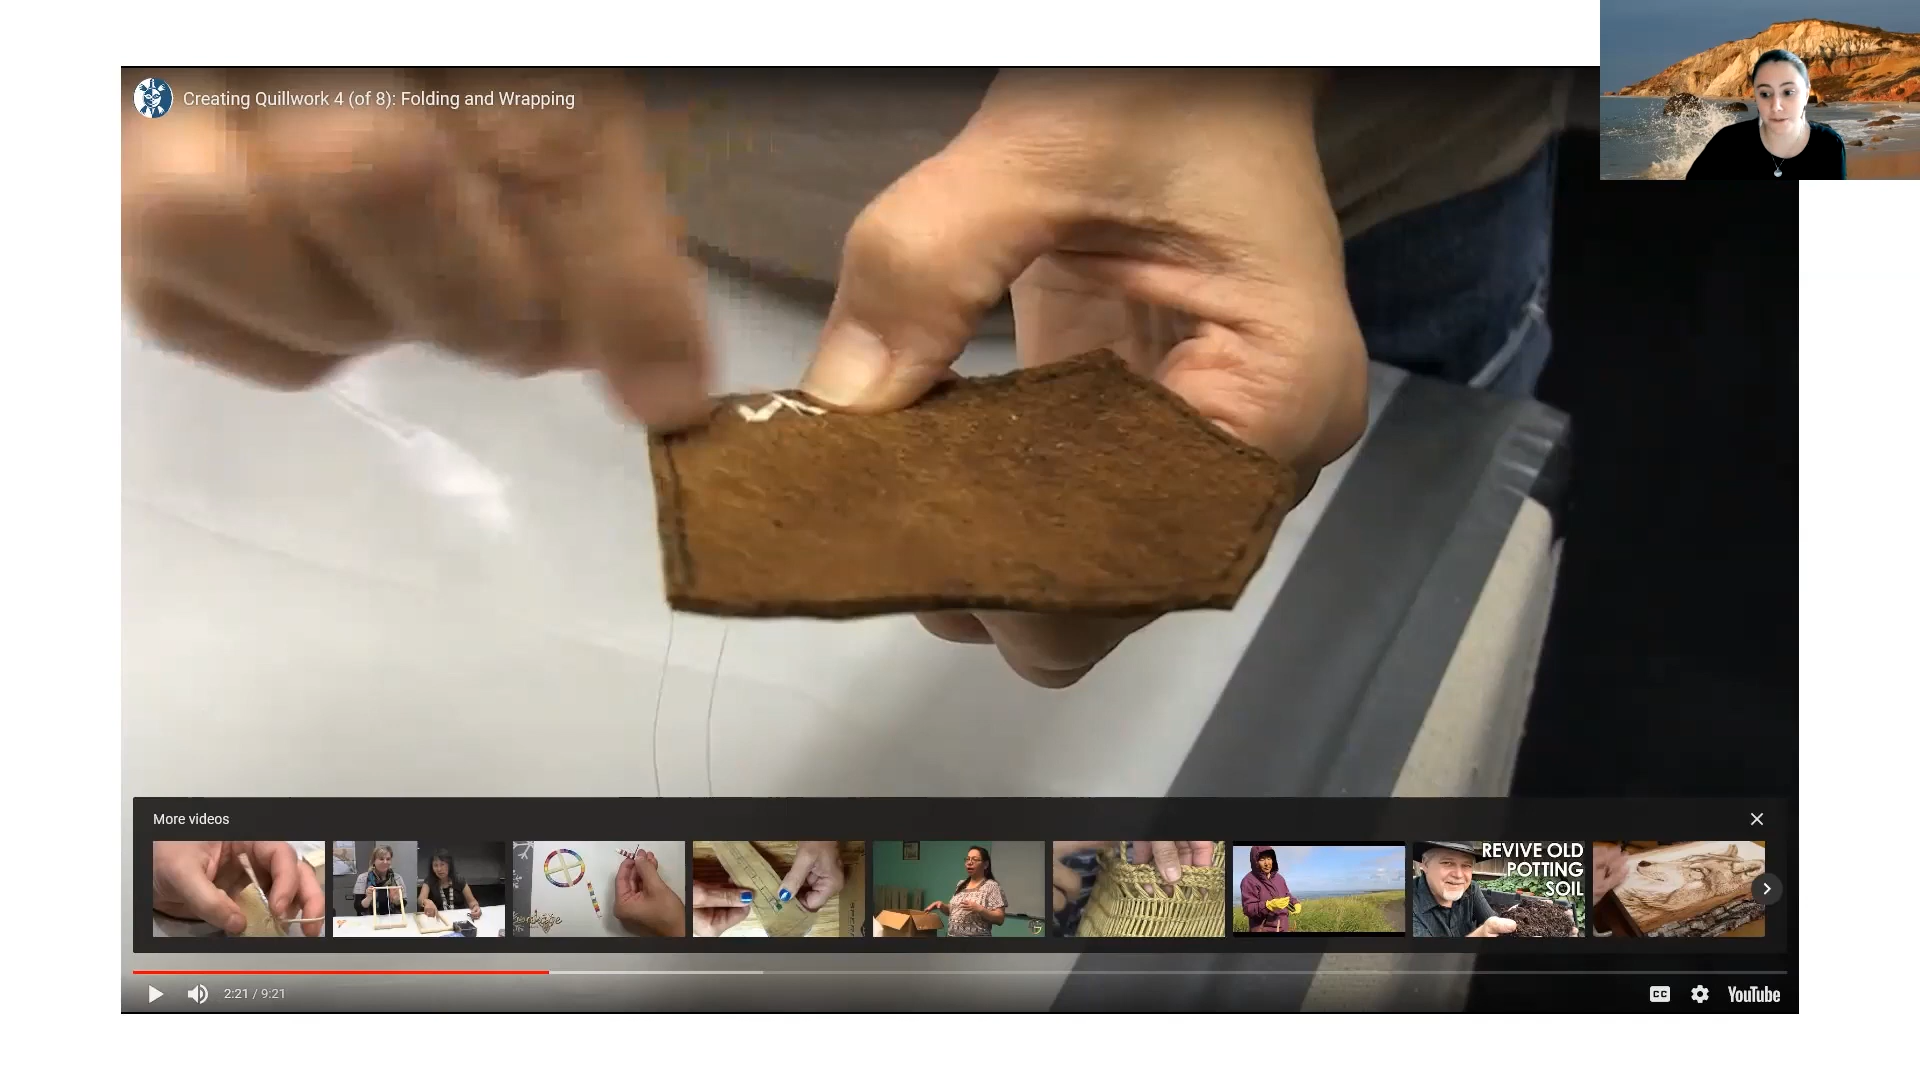 Creating Quillwork 4 (of 8): Folding and Wrapping
More videos
REVIVE OLD
POTTING
SOIL
2:21 / 9:21
CC
YouTube